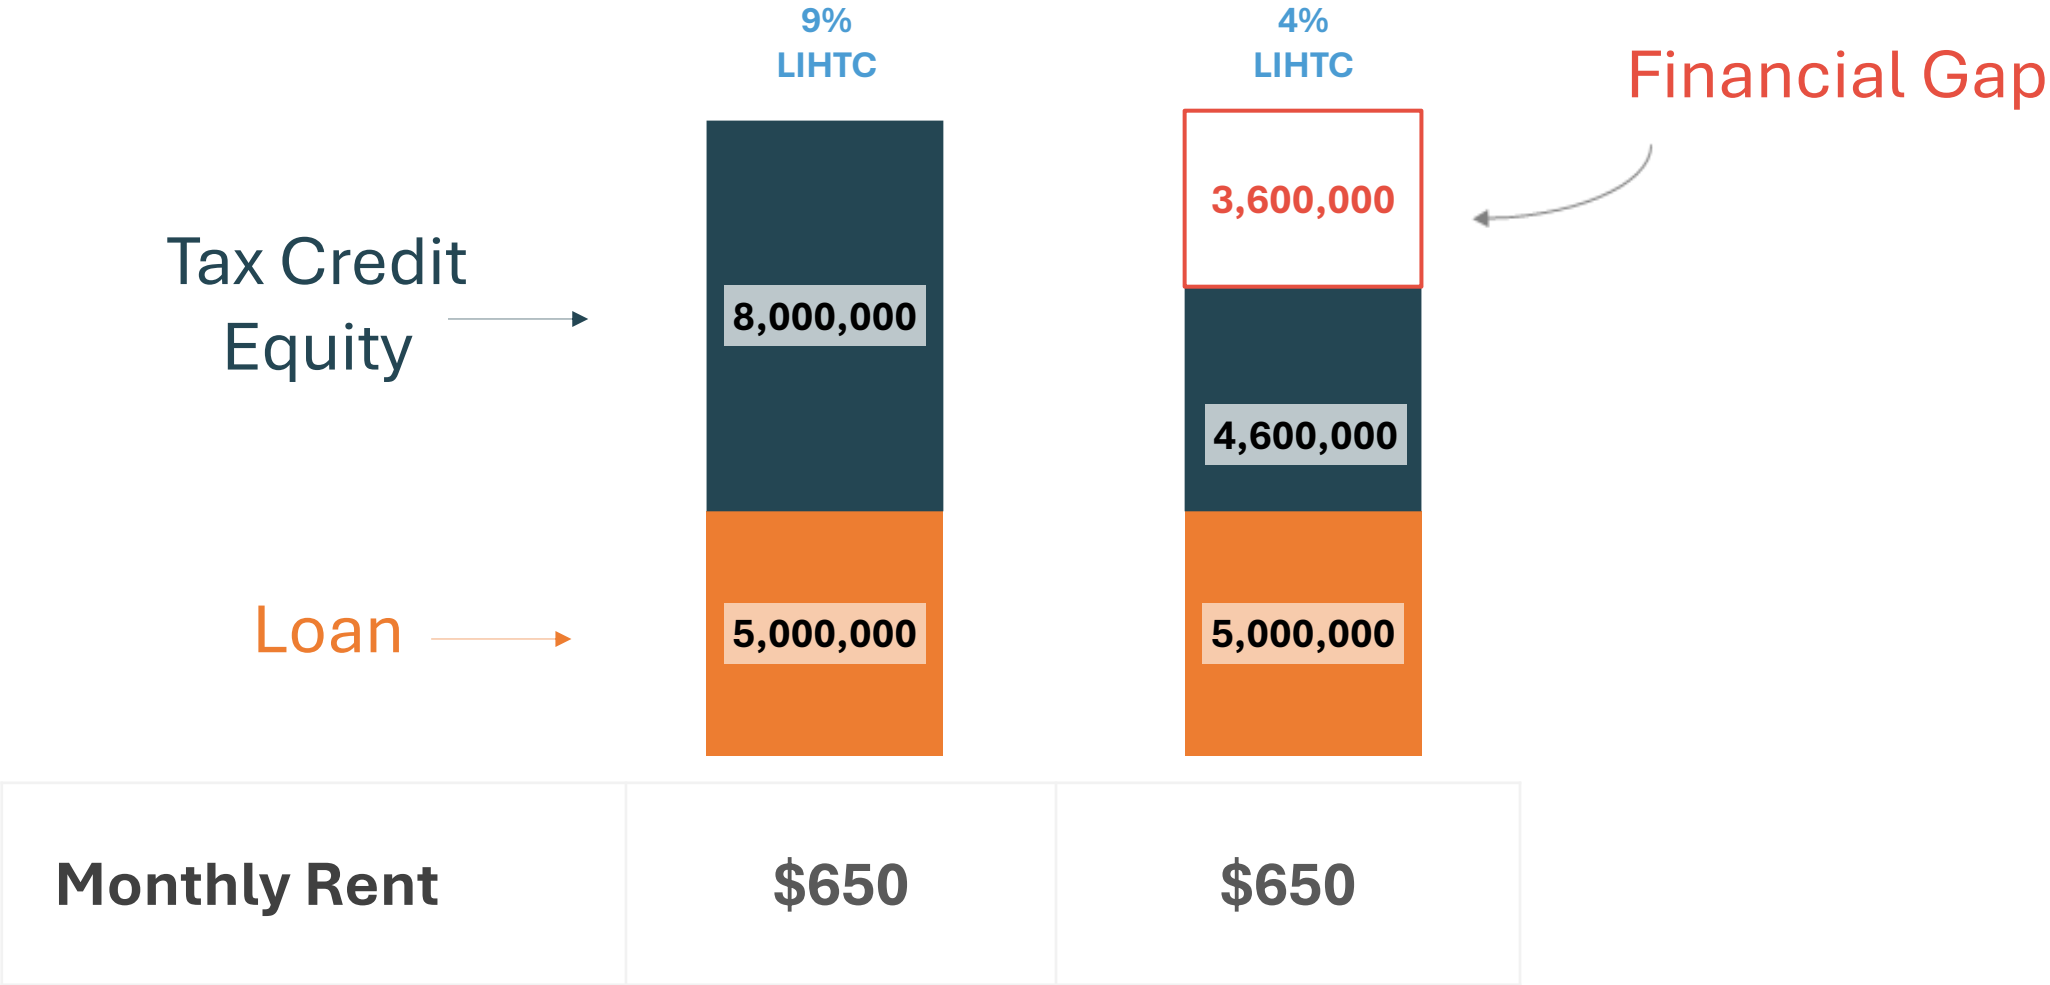 9%
LIHTC
4%
LIHTC
Financial Gap
3,600,000
Tax Credit
Equity
8,000,000
4,600,000
Loan
5,000,000
5,000,000
Monthly Rent
$650
$650